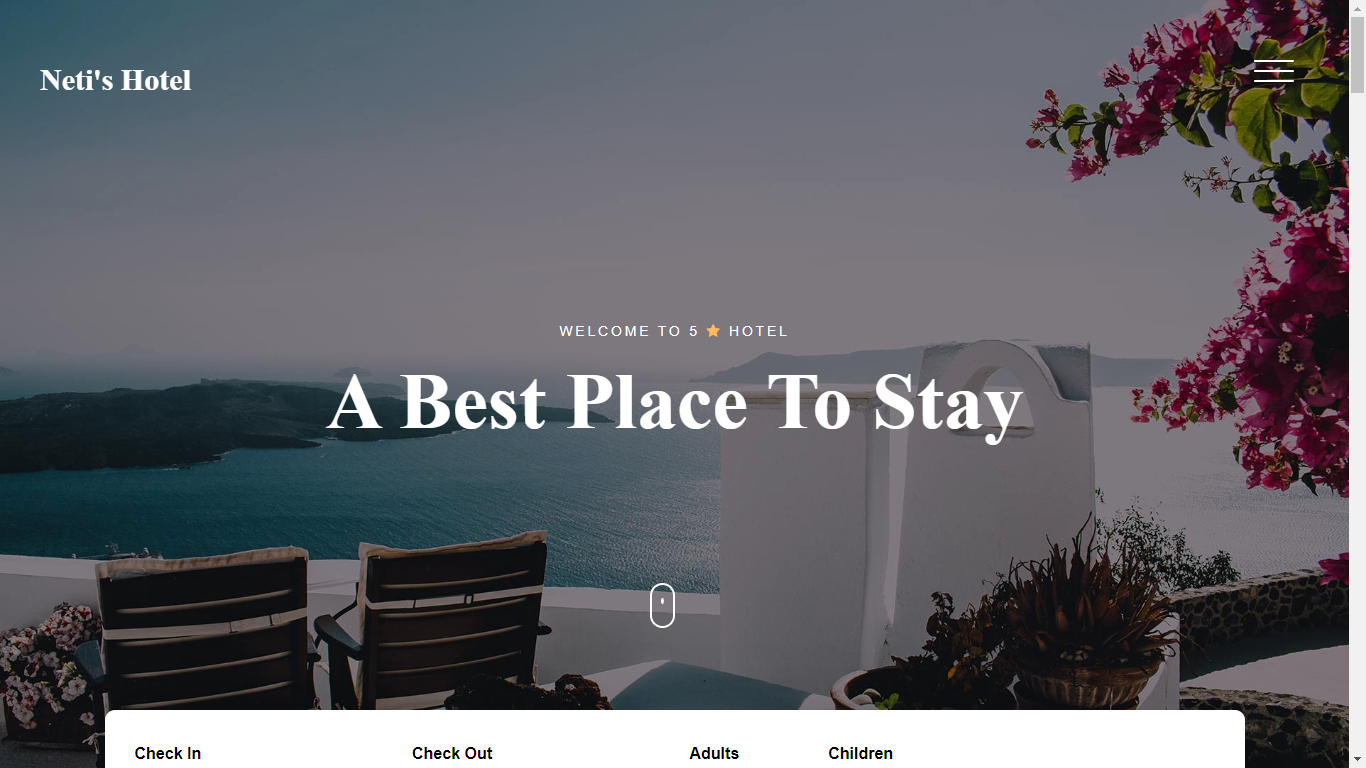 Neti's Hotel
WELCOME TO 5 ★ HOTEL
A Best Place To Stay
Check In Check Out Adults Children